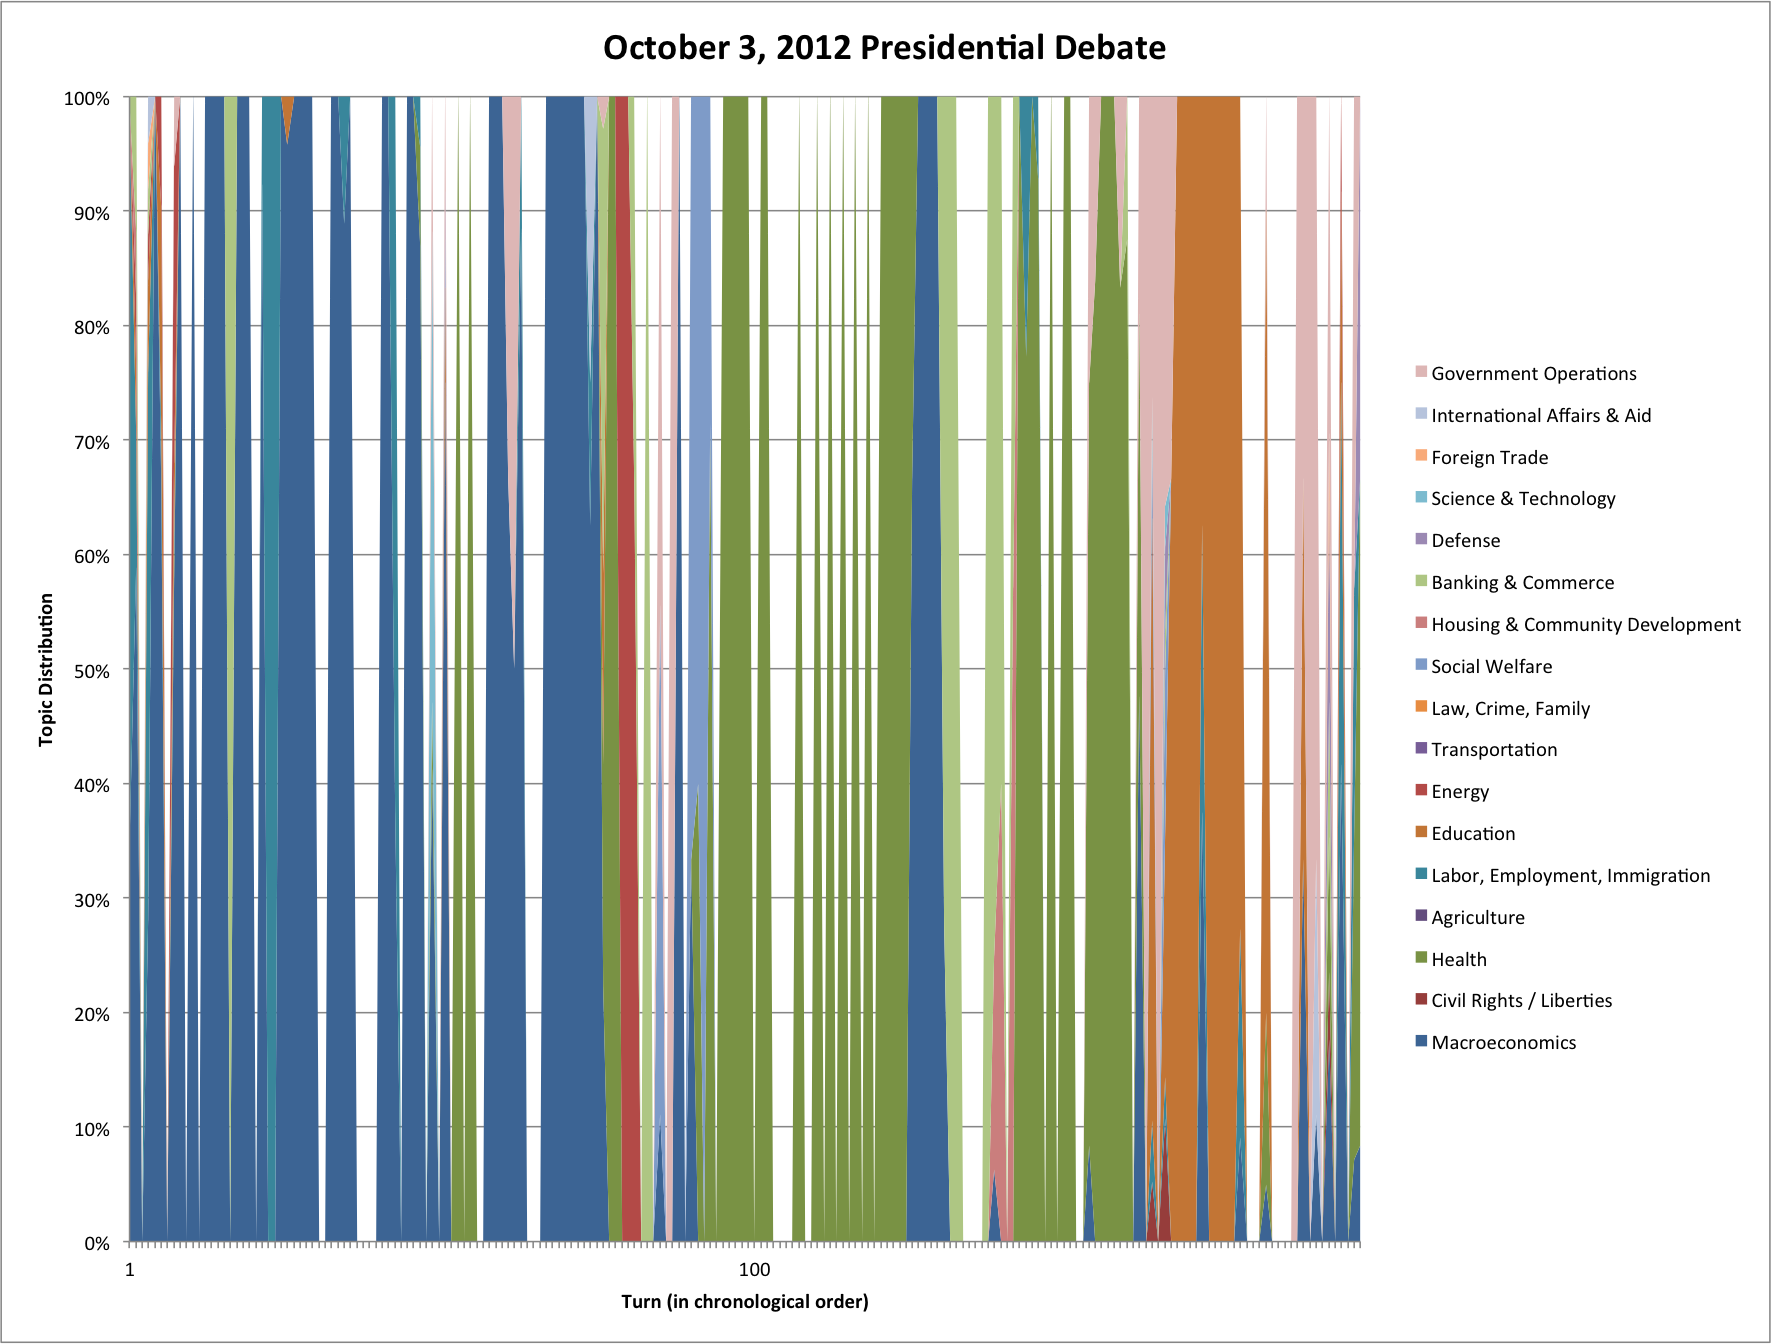 October 3, 2012 Presidential Debate
100%
90%
80%
70%
60%
50%
40%
30%
20%
10%
0%
Topic Distribution
1
100
Turn (in chronological order)
Government Operations
International Affairs & Aid
Foreign Trade
Science & Technology
Defense
Banking & Commerce
Housing & Community Development
Social Welfare
Law, Crime, Family
Transportation
Energy
Education
Labor, Employment, Immigration
Agriculture
Health
Civil Rights / Liberties
Macroeconomics